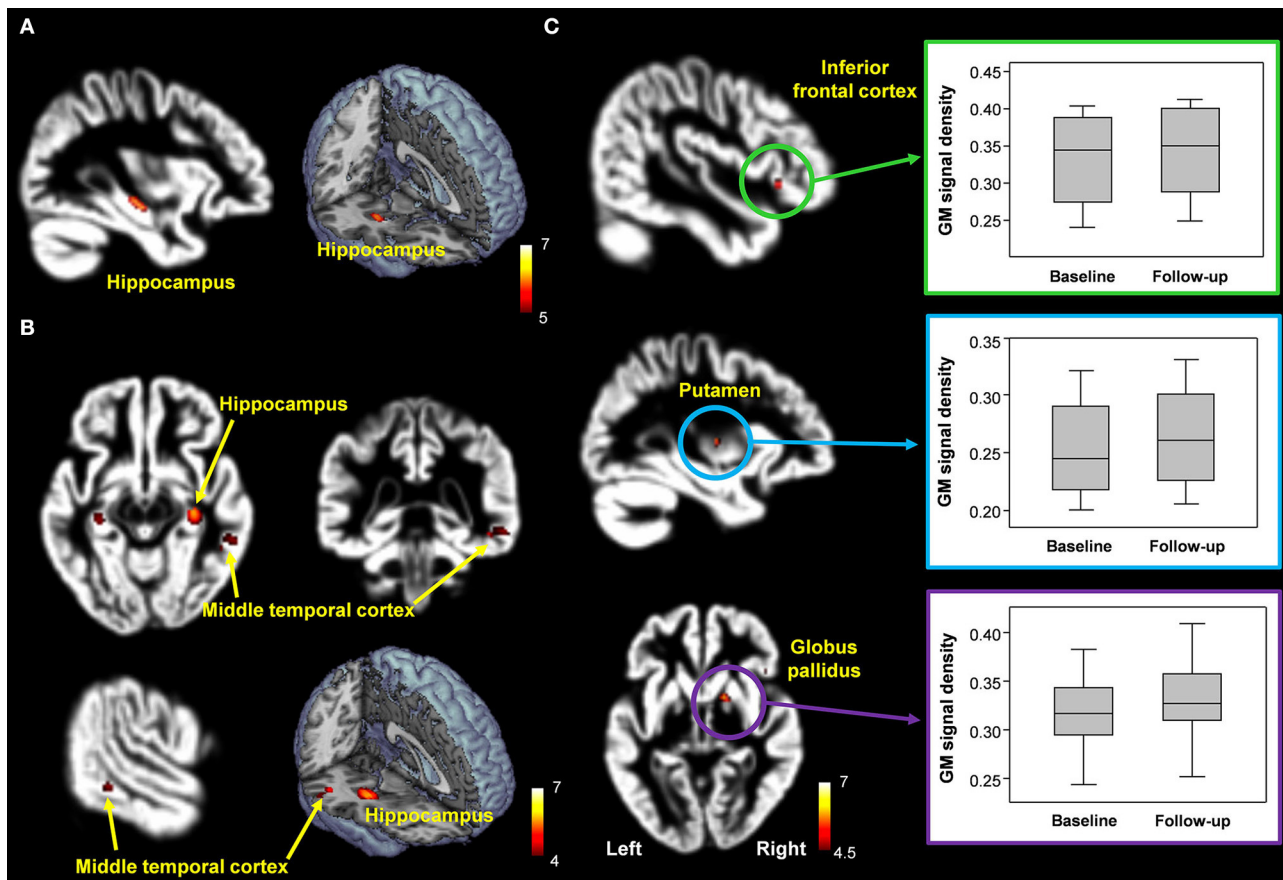 A
Hippocampus
Hippocampus
7
5
B
Hippocampus
Middle temporal cortex
Middle temporal cortex
Hippocampus
7
4
C
Inferior
frontal cortex
GM signal density
0.45
0.40
0.35
0.30
0.25
Baseline
Follow-up
Putamen
GM signal density
0.35
0.30
0.25
0.20
Baseline
Follow-up
Globus
pallidus
Left
Right
7
4.5
GM signal density
0.40
0.35
0.30
0.25
Baseline
Follow-up